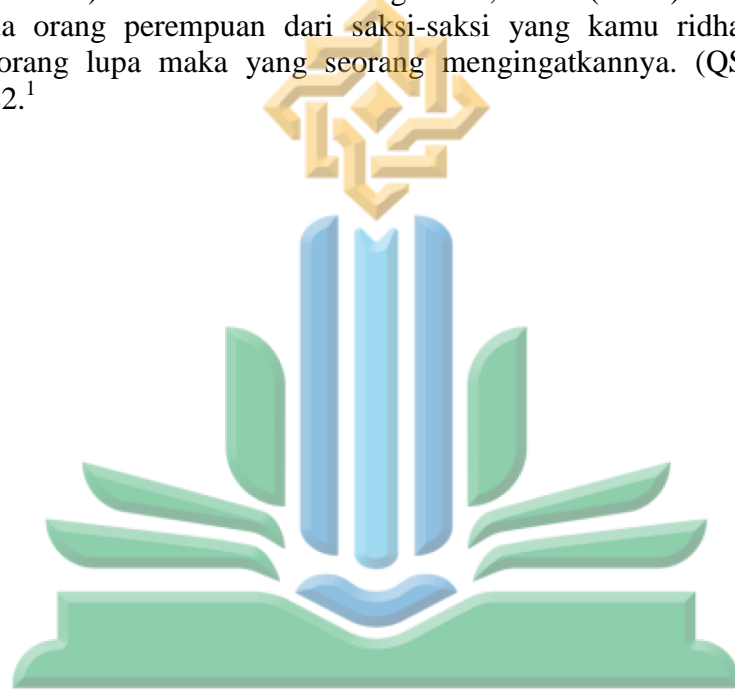 orang perempuan dari saksi-saksi yang kamu ridha
orang lupa maka yang seorang mengingatkannya. (QS
2.1